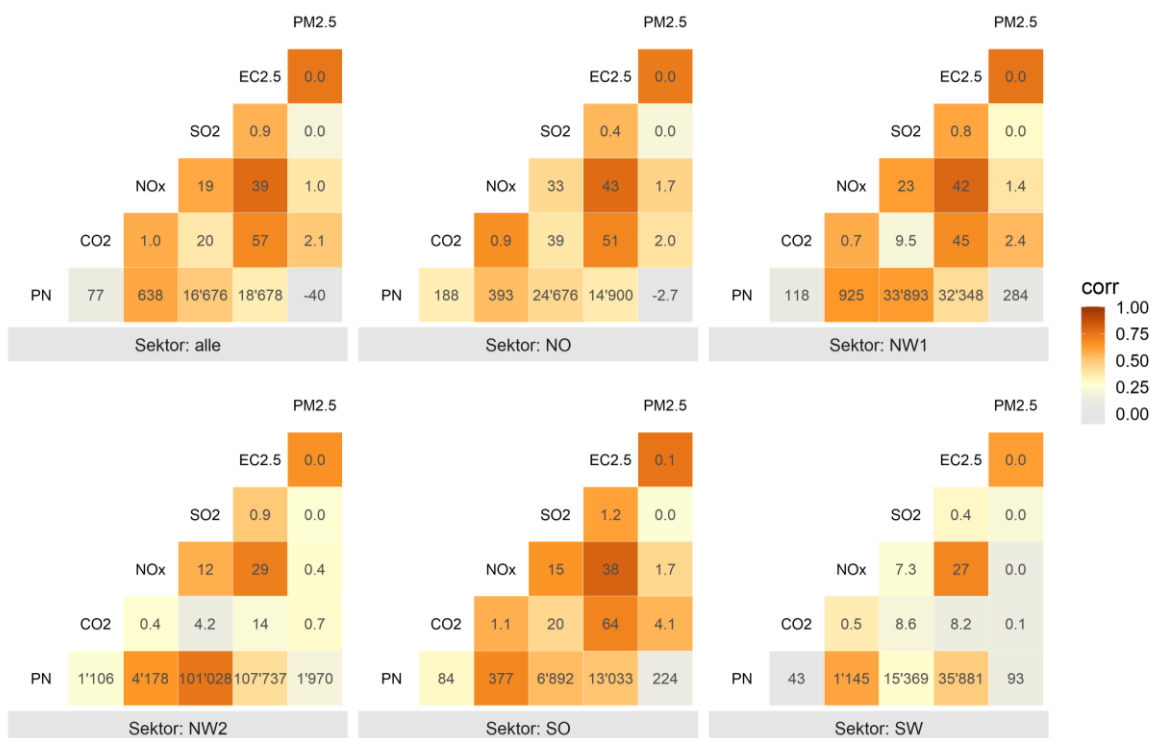 PM2.5 PM2.5 PM2.5
EC2.5 0.0 EC2.5 0.0 EC2.5 0.0
SO2 0.9 0.0 SO2 0.4 0.0 SO2 0.8 0.0
NOx 19 39 1.0 NOx 33 43 1.7 NOx 23 42 1.4
CO2 1.0 20 57 2.1 CO2 0.9 39 51 2.0 CO2 0.7 9.5 45 2.4
PN 77 638 16'676 18'678 -40 PN 188 393 24'676 14'900 -2.7 PN 118 925 33'893 32'348 284
Sektor: alle Sektor: NO Sektor: NW1
corr
1.00
0.75
0.50
0.25
0.00
PM2.5 PM2.5 PM2.5
EC2.5 0.0 EC2.5 0.1 EC2.5 0.0
SO2 0.9 0.0 SO2 1.2 0.0 SO2 0.4 0.0
NOx 12 29 0.4 NOx 15 38 1.7 NOx 7.3 27 0.0
CO2 0.4 4.2 14 0.7 CO2 1.1 20 64 4.1 CO2 0.5 8.6 8.2 0.1
PN 1'106 4'178 101'028 107'737 1'970 PN 84 377 6'892 13'033 224 PN 43 1'145 15'369 35'881 93
Sektor: NW2 Sektor: SO Sektor: SW